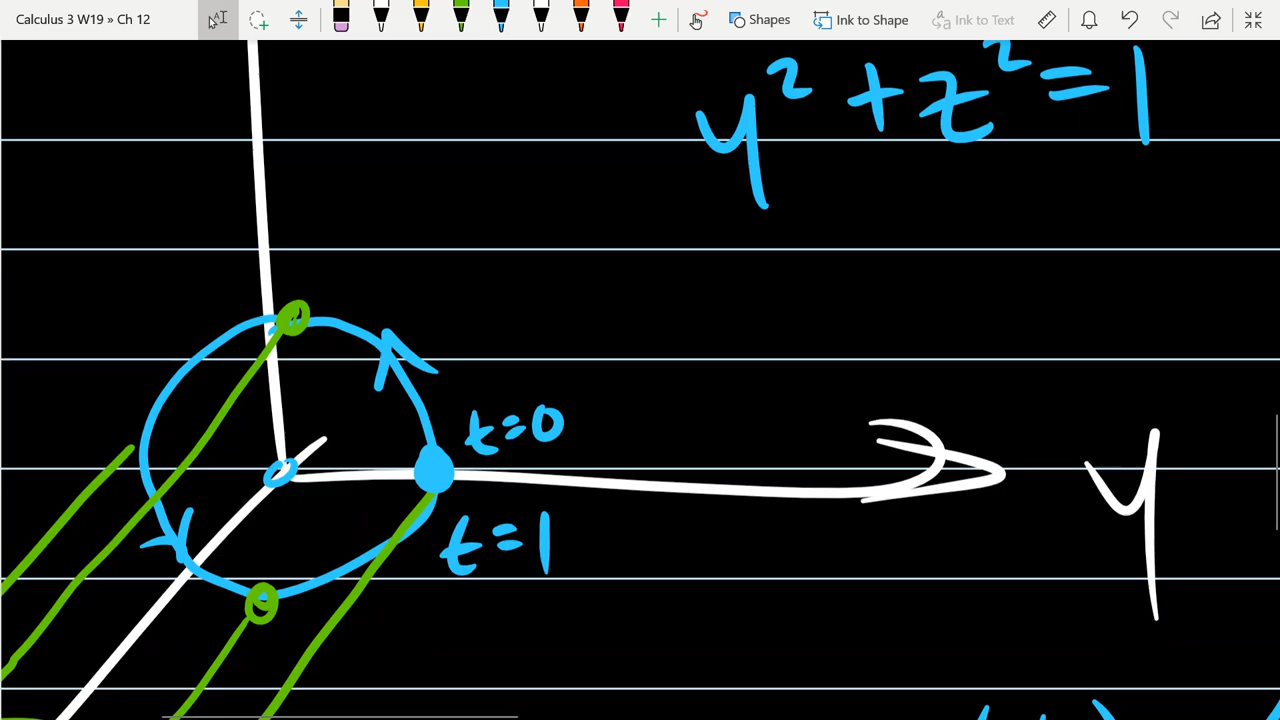 Calculus 3 W19 » Ch 12
Shapes
Ink to Shape
Ink to Text
y² + z² = 1
t=0
t=1
y